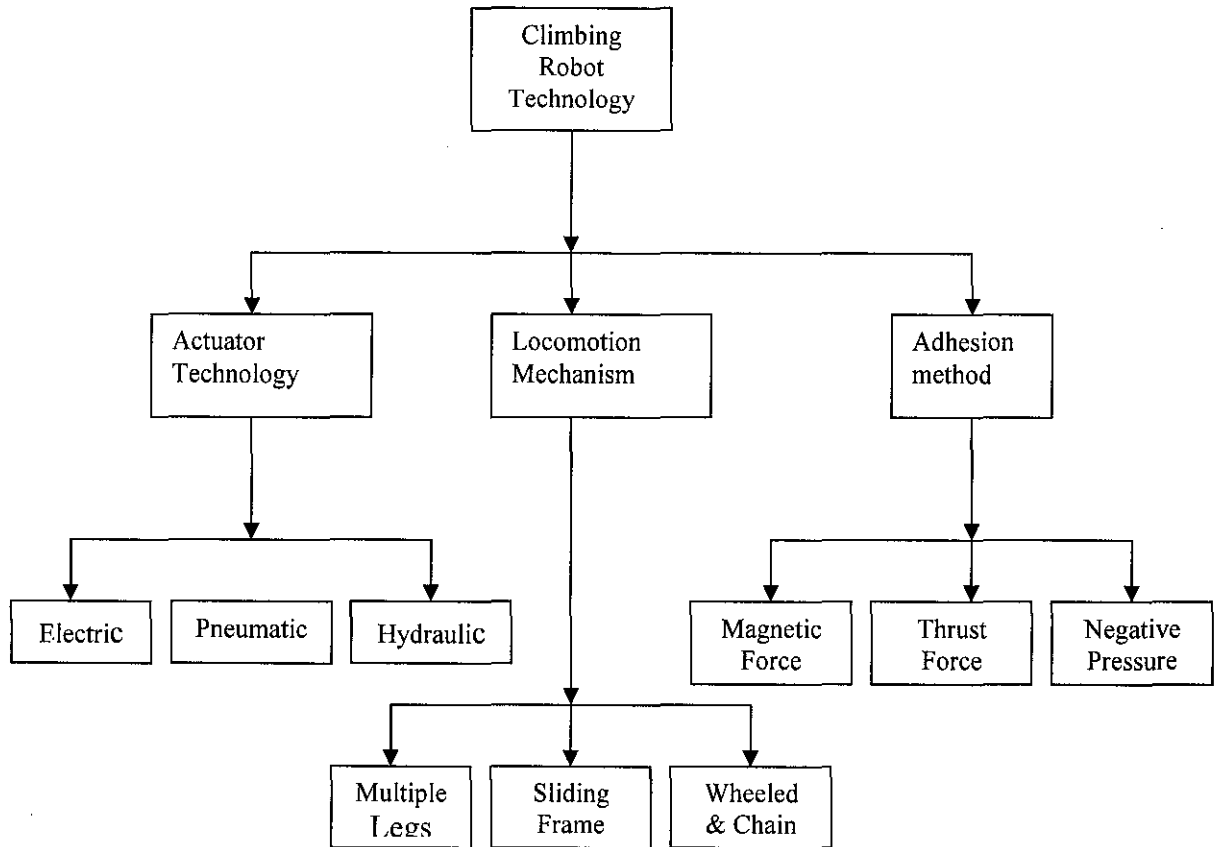 Climbing
Robot
Technology
Actuator
Technology
Locomotion
Mechanism
Adhesion
method
Electric
Pneumatic
Hydraulic
Magnetic
Force
Thrust
Force
Negative
Pressure
Multiple
Legs
Sliding
Frame
Wheeled
& Chain